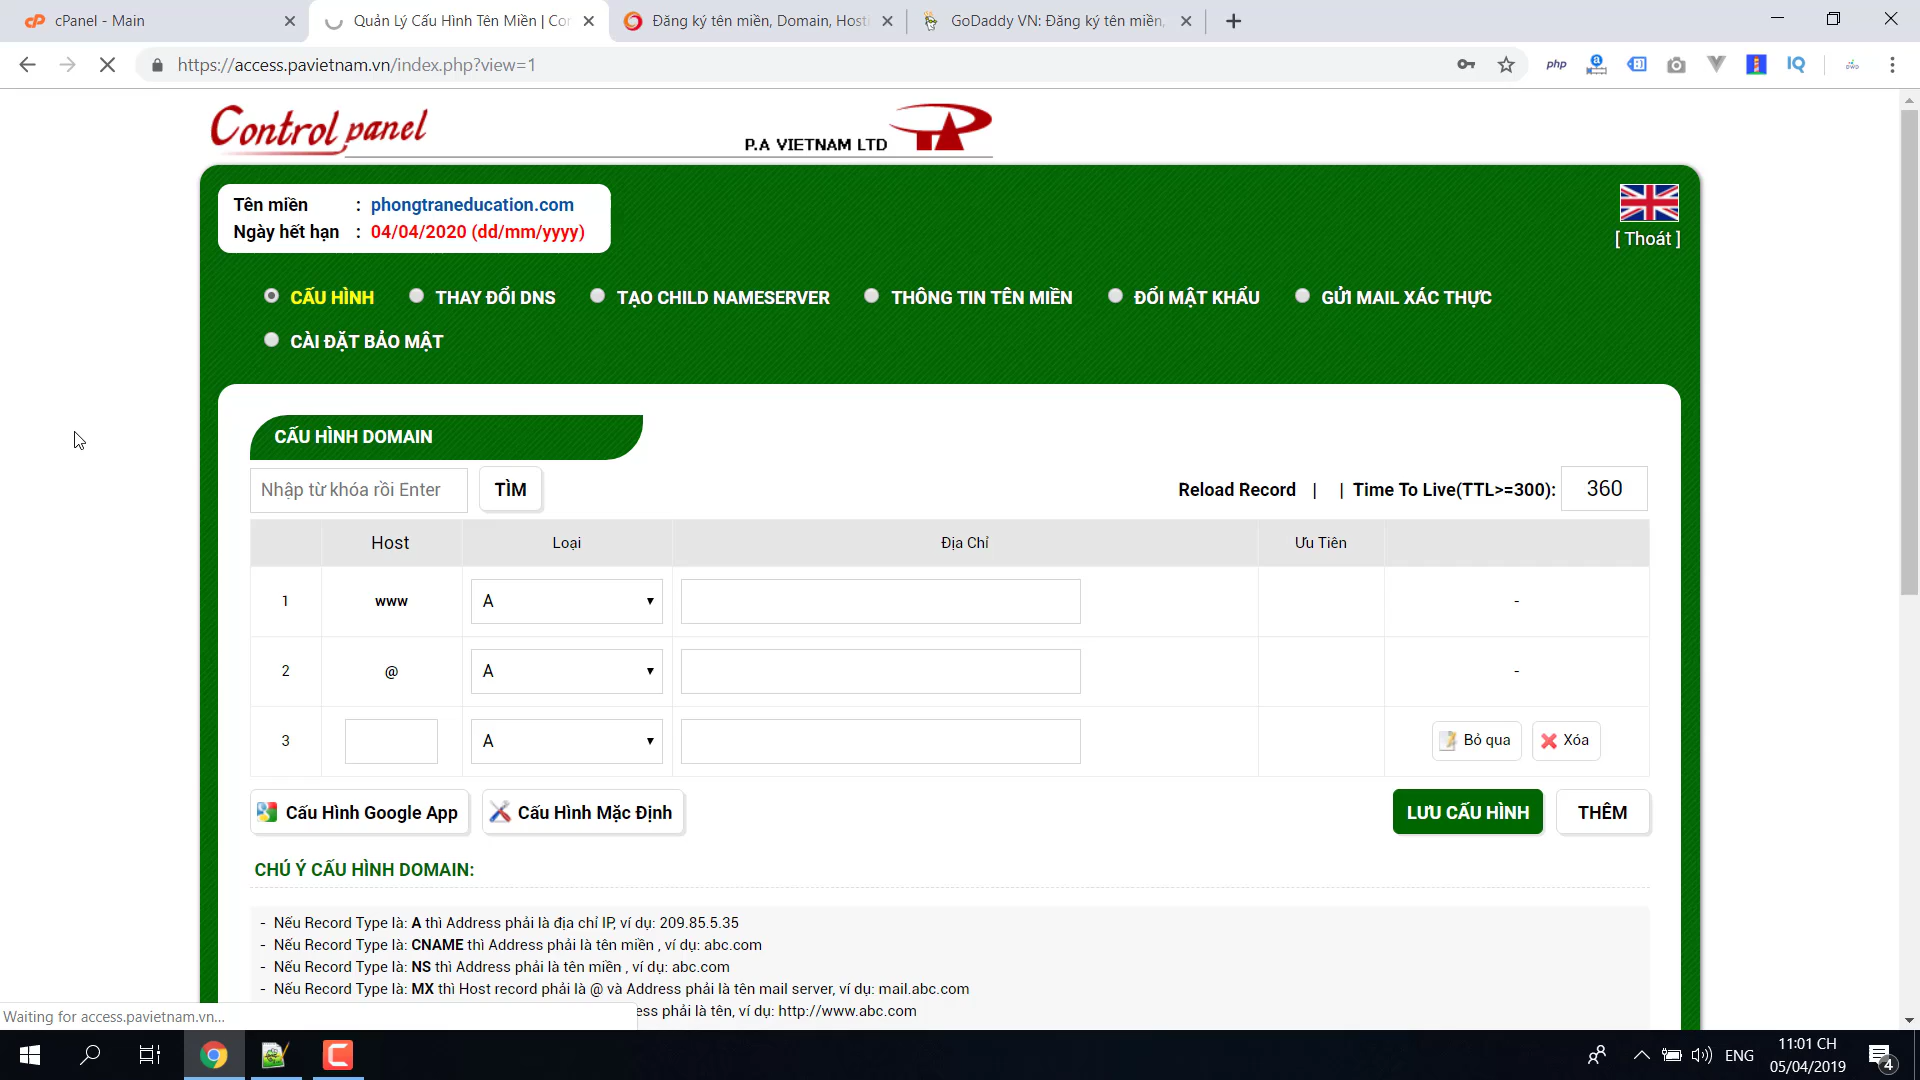 cPanel - Main
Quản Lý Cấu Hình Tên Miền | Con
Đăng ký tên miền, Domain, Hosti
GoDaddy VN: Đăng ký tên miền,
https://access.pavietnam.vn/index.php?view=1
php
IQ
Control panel
P.A VIETNAM LTD
Tên miền : phongtraneducation.com
Ngày hết hạn : 04/04/2020 (dd/mm/yyyy)
[ Thoát ]
CẤU HÌNH
THAY ĐỔI DNS
TẠO CHILD NAMESERVER
THÔNG TIN TÊN MIỀN
ĐỔI MẬT KHẨU
GỬI MAIL XÁC THỰC
CÀI ĐẶT BẢO MẬT
CẤU HÌNH DOMAIN
Nhập từ khóa rồi Enter
TÌM
Reload Record | | Time To Live(TTL>=300): 360
Host Loại Địa Chỉ Ưu Tiên
1 www A -
2 @ A -
3 A Bỏ qua Xóa
Cấu Hình Google App
Cấu Hình Mặc Định
LƯU CẤU HÌNH
THÊM
CHÚ Ý CẤU HÌNH DOMAIN:
- Nếu Record Type là: A thì Address phải là địa chỉ IP, ví dụ: 209.85.5.35
- Nếu Record Type là: CNAME thì Address phải là tên miền , ví dụ: abc.com
- Nếu Record Type là: NS thì Address phải là tên miền , ví dụ: abc.com
- Nếu Record Type là: MX thì Host record phải là @ và Address phải là tên mail server, ví dụ: mail.abc.com
ess phải là tên, ví dụ: http://www.abc.com
Waiting for access.pavietnam.vn...
ENG
11:01 CH
05/04/2019
4